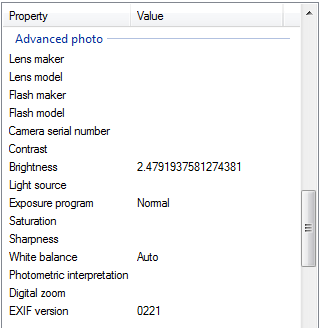 Property Value
Advanced photo
Lens maker
Lens model
Flash maker
Flash model
Camera serial number
Contrast
Brightness 2.4791937581274381
Light source
Exposure program Normal
Saturation
Sharpness
White balance Auto
Photometric interpretation
Digital zoom
EXIF version 0221